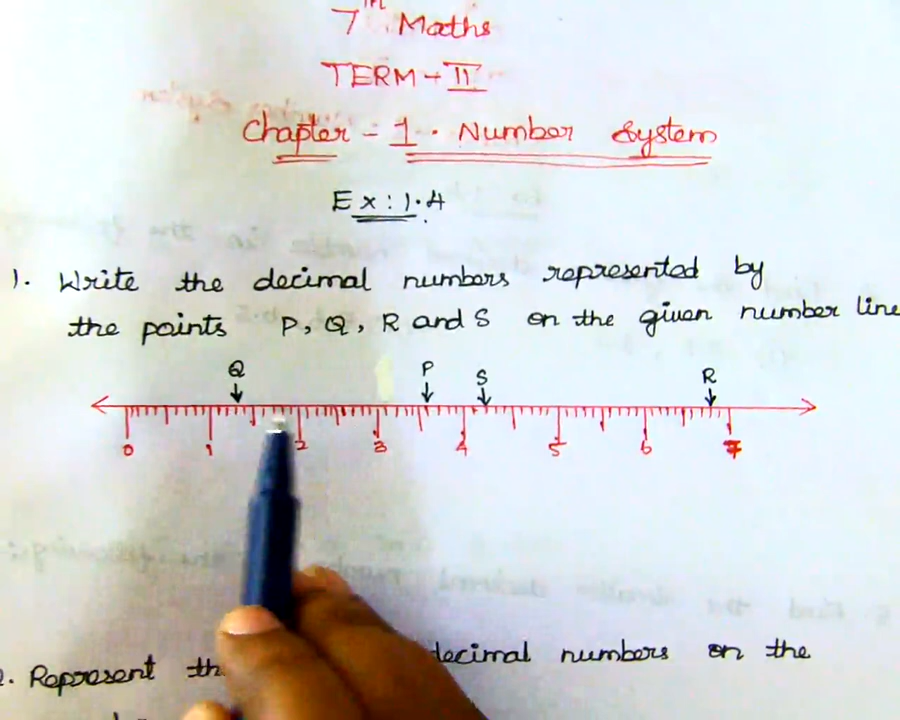 7th Maths
TERM - II
Chapter - 1. Number System
Ex: 1.4
1). Write the decimal numbers represented by
the points P, Q, R and S on the given number line
Q P S R
0 1 2 3 4 5 6 7
2. Represent decimal numbers on the